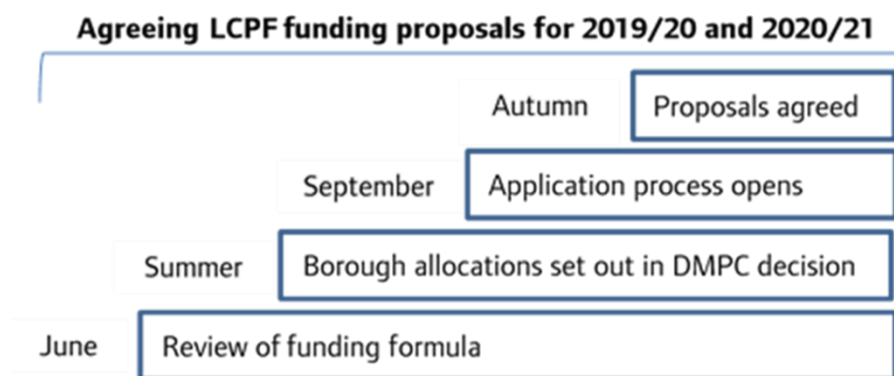 Agreeing LCPF funding proposals for 2019/20 and 2020/21
Autumn Proposals agreed
September Application process opens
Summer Borough allocations set out in DMPC decision
June Review of funding formula